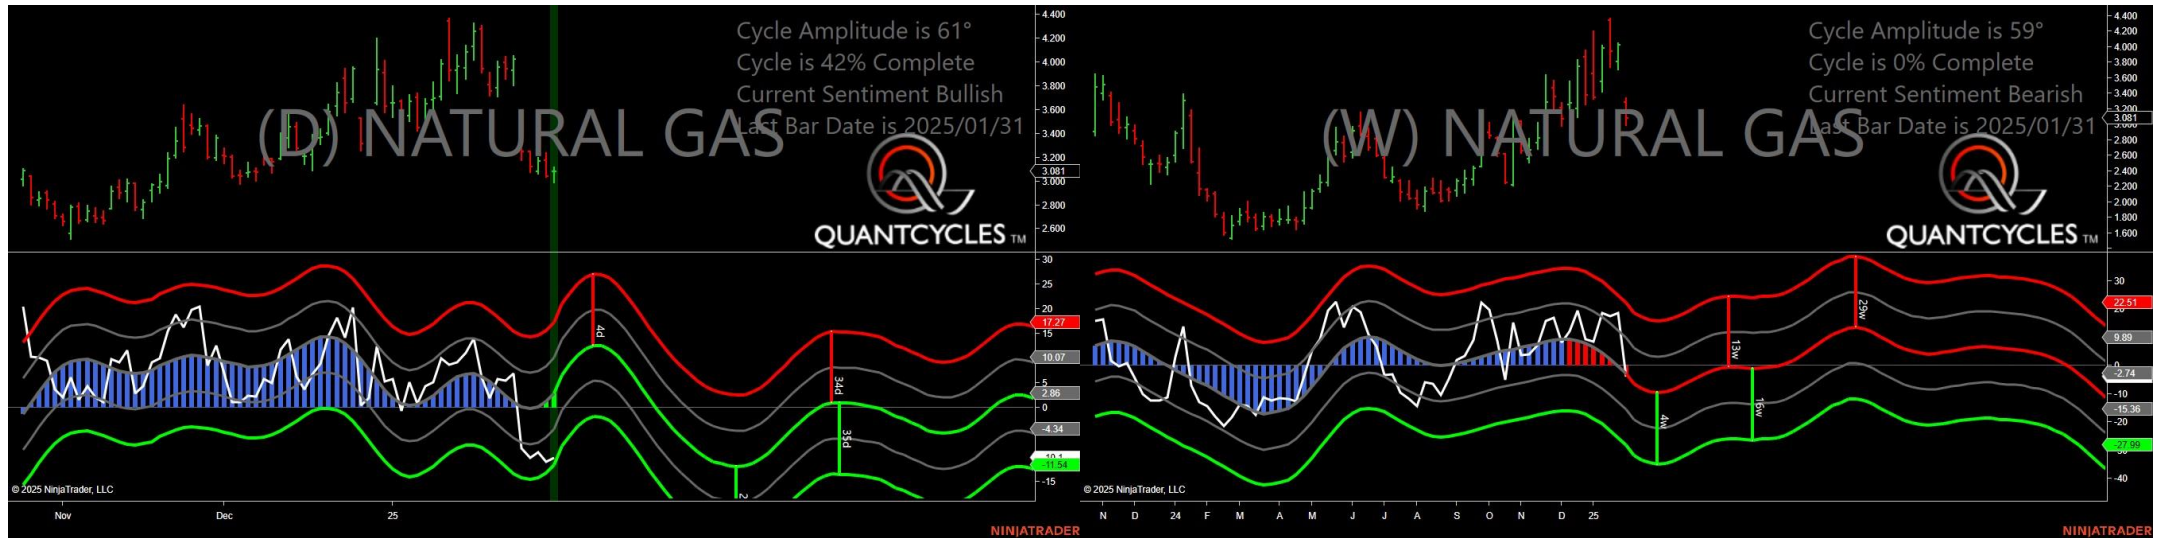 Cycle Amplitude is 61°
Cycle is 42% Complete
Current Sentiment Bullish
Last Bar Date is 2025/01/31
(D) NATURAL GAS
QUANTCYCLES TM
4.400
4.200
4.000
3.800
3.600
3.400
3.200
3.081
3.000
2.800
2.600
30
25
20
17.27
15
10.07
5
2.86
0
-4.34
-11.54
-15
4d
34d
35d
2
© 2025 NinjaTrader, LLC
Nov Dec 25
NINJATRADER
Cycle Amplitude is 59°
Cycle is 0% Complete
Current Sentiment Bearish
Last Bar Date is 2025/01/31
(W) NATURAL GAS
QUANTCYCLES TM
4.400
4.200
4.000
3.800
3.600
3.400
3.200
3.081
3.000
2.800
2.600
2.400
2.200
2.000
1.800
1.600
30
22.51
20
9.89
0
-2.74
-10
-15.36
-20
-27.99
-40
29w
13w
4w
16w
© 2025 NinjaTrader, LLC
N D 24 F M A M J J A S O N D 25
NINJATRADER